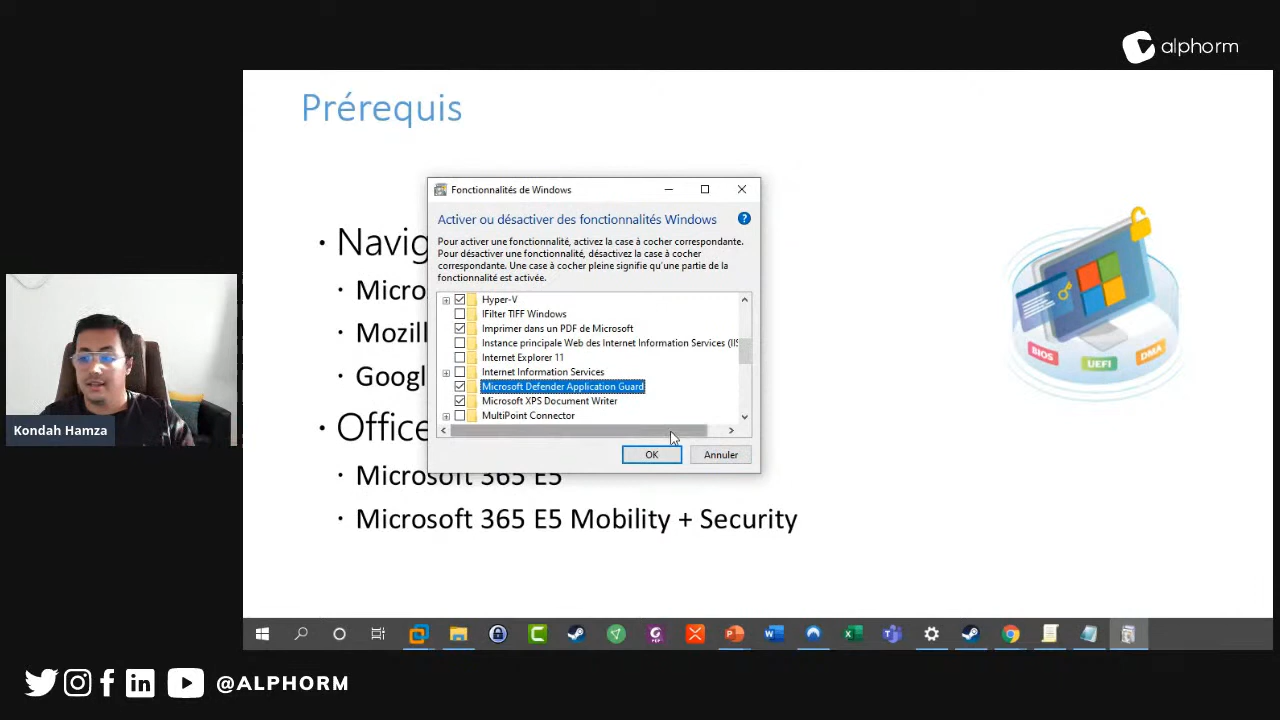 alphorm
Prérequis
Fonctionnalités de Windows
Activer ou désactiver des fonctionnalités Windows
Pour activer une fonctionnalité, activez la case à cocher correspondante.
Pour désactiver une fonctionnalité, désactivez la case à cocher
correspondante. Une case à cocher pleine signifie qu'une partie de la
fonctionnalité est activée.
Hyper-V
IFilter TIFF Windows
Imprimer dans un PDF de Microsoft
Instance principale Web des Internet Information Services (IIS
Internet Explorer 11
Internet Information Services
Microsoft Defender Application Guard
Microsoft XPS Document Writer
MultiPoint Connector
OK
Annuler
· Navig
· Micro
· Mozill
· Googl
· Office
· Microsoft 365 E5
· Microsoft 365 E5 Mobility + Security
BIOS
UEFI
DMA
Kondah Hamza
@ALPHORM